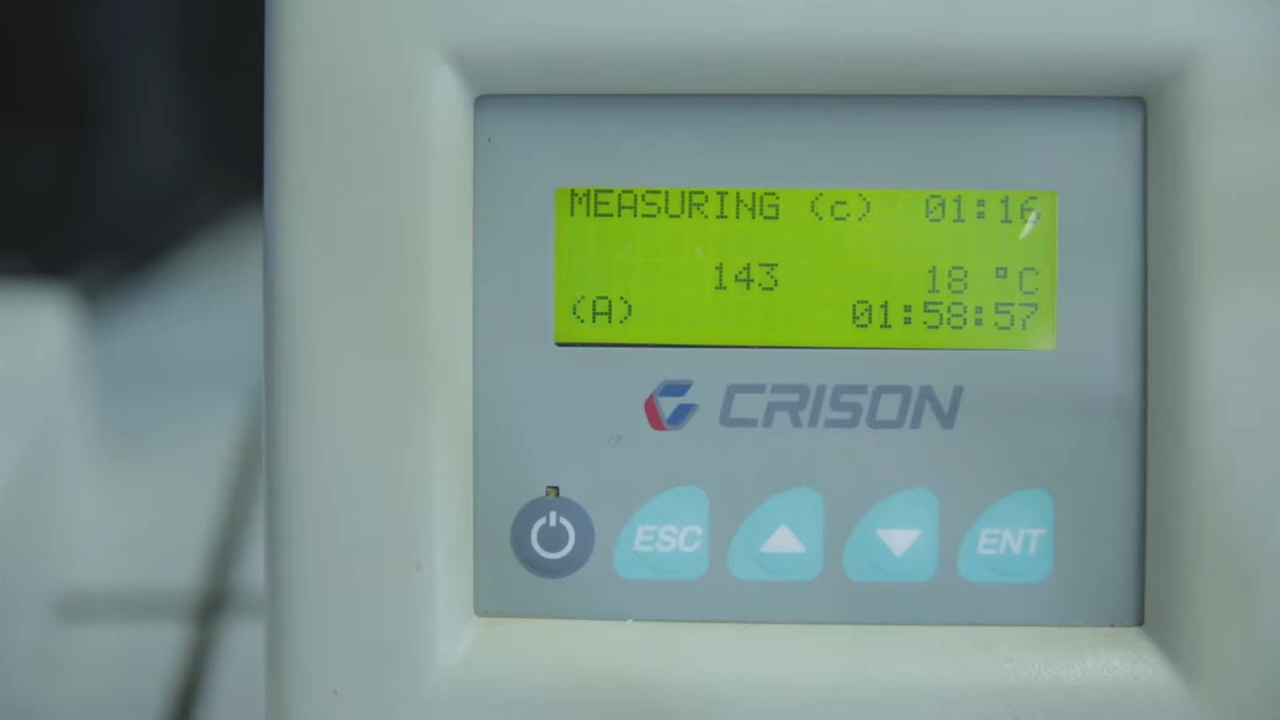 MEASURING (c) 01:16
143 18 °C
(A) 01:58:57
CRISON
ESC ENT